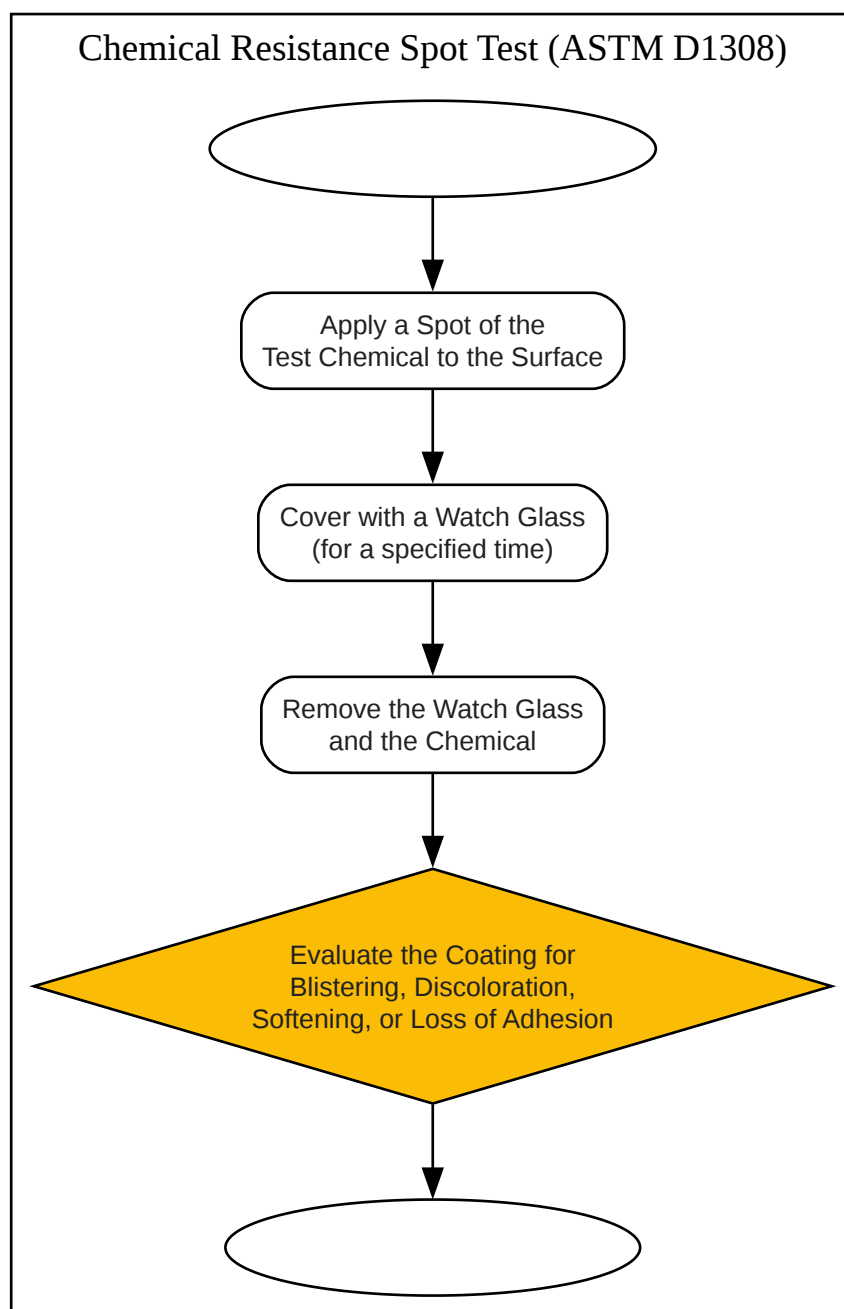 Chemical Resistance Spot Test (ASTM D1308)
Apply a Spot of the
Test Chemical to the Surface
Cover with a Watch Glass
(for a specified time)
Remove the Watch Glass
and the Chemical
Evaluate the Coating for
Blistering, Discoloration,
Softening, or Loss of Adhesion